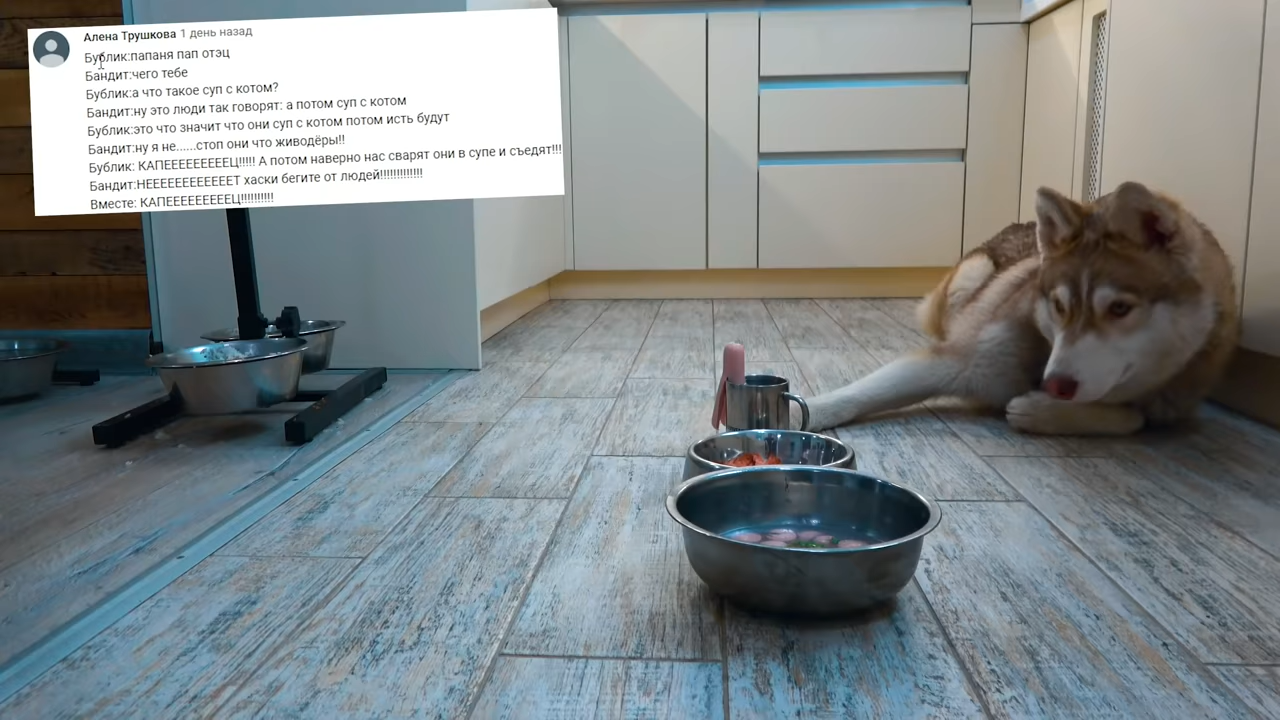 Алена Трушкова 1 день назад
Бублик:папаня пап отэц
Бандит:чего тебе
Бублик:а что такое суп с котом?
Бандит:ну это люди так говорят: а потом суп с котом
Бублик:это что значит что они суп с котом потом исть будут
Бандит:ну я не......стоп они что живодёры!!
Бублик: КАПЕЕЕЕЕЕЕЕЕЦ!!!!! А потом наверно нас сварят они в супе и съедят!!!
Бандит:НЕЕЕЕЕЕЕЕЕЕЕЕТ хаски бегите от людей!!!!!!!!!!!!!
Вместе: КАПЕЕЕЕЕЕЕЕЕЦ!!!!!!!!!!